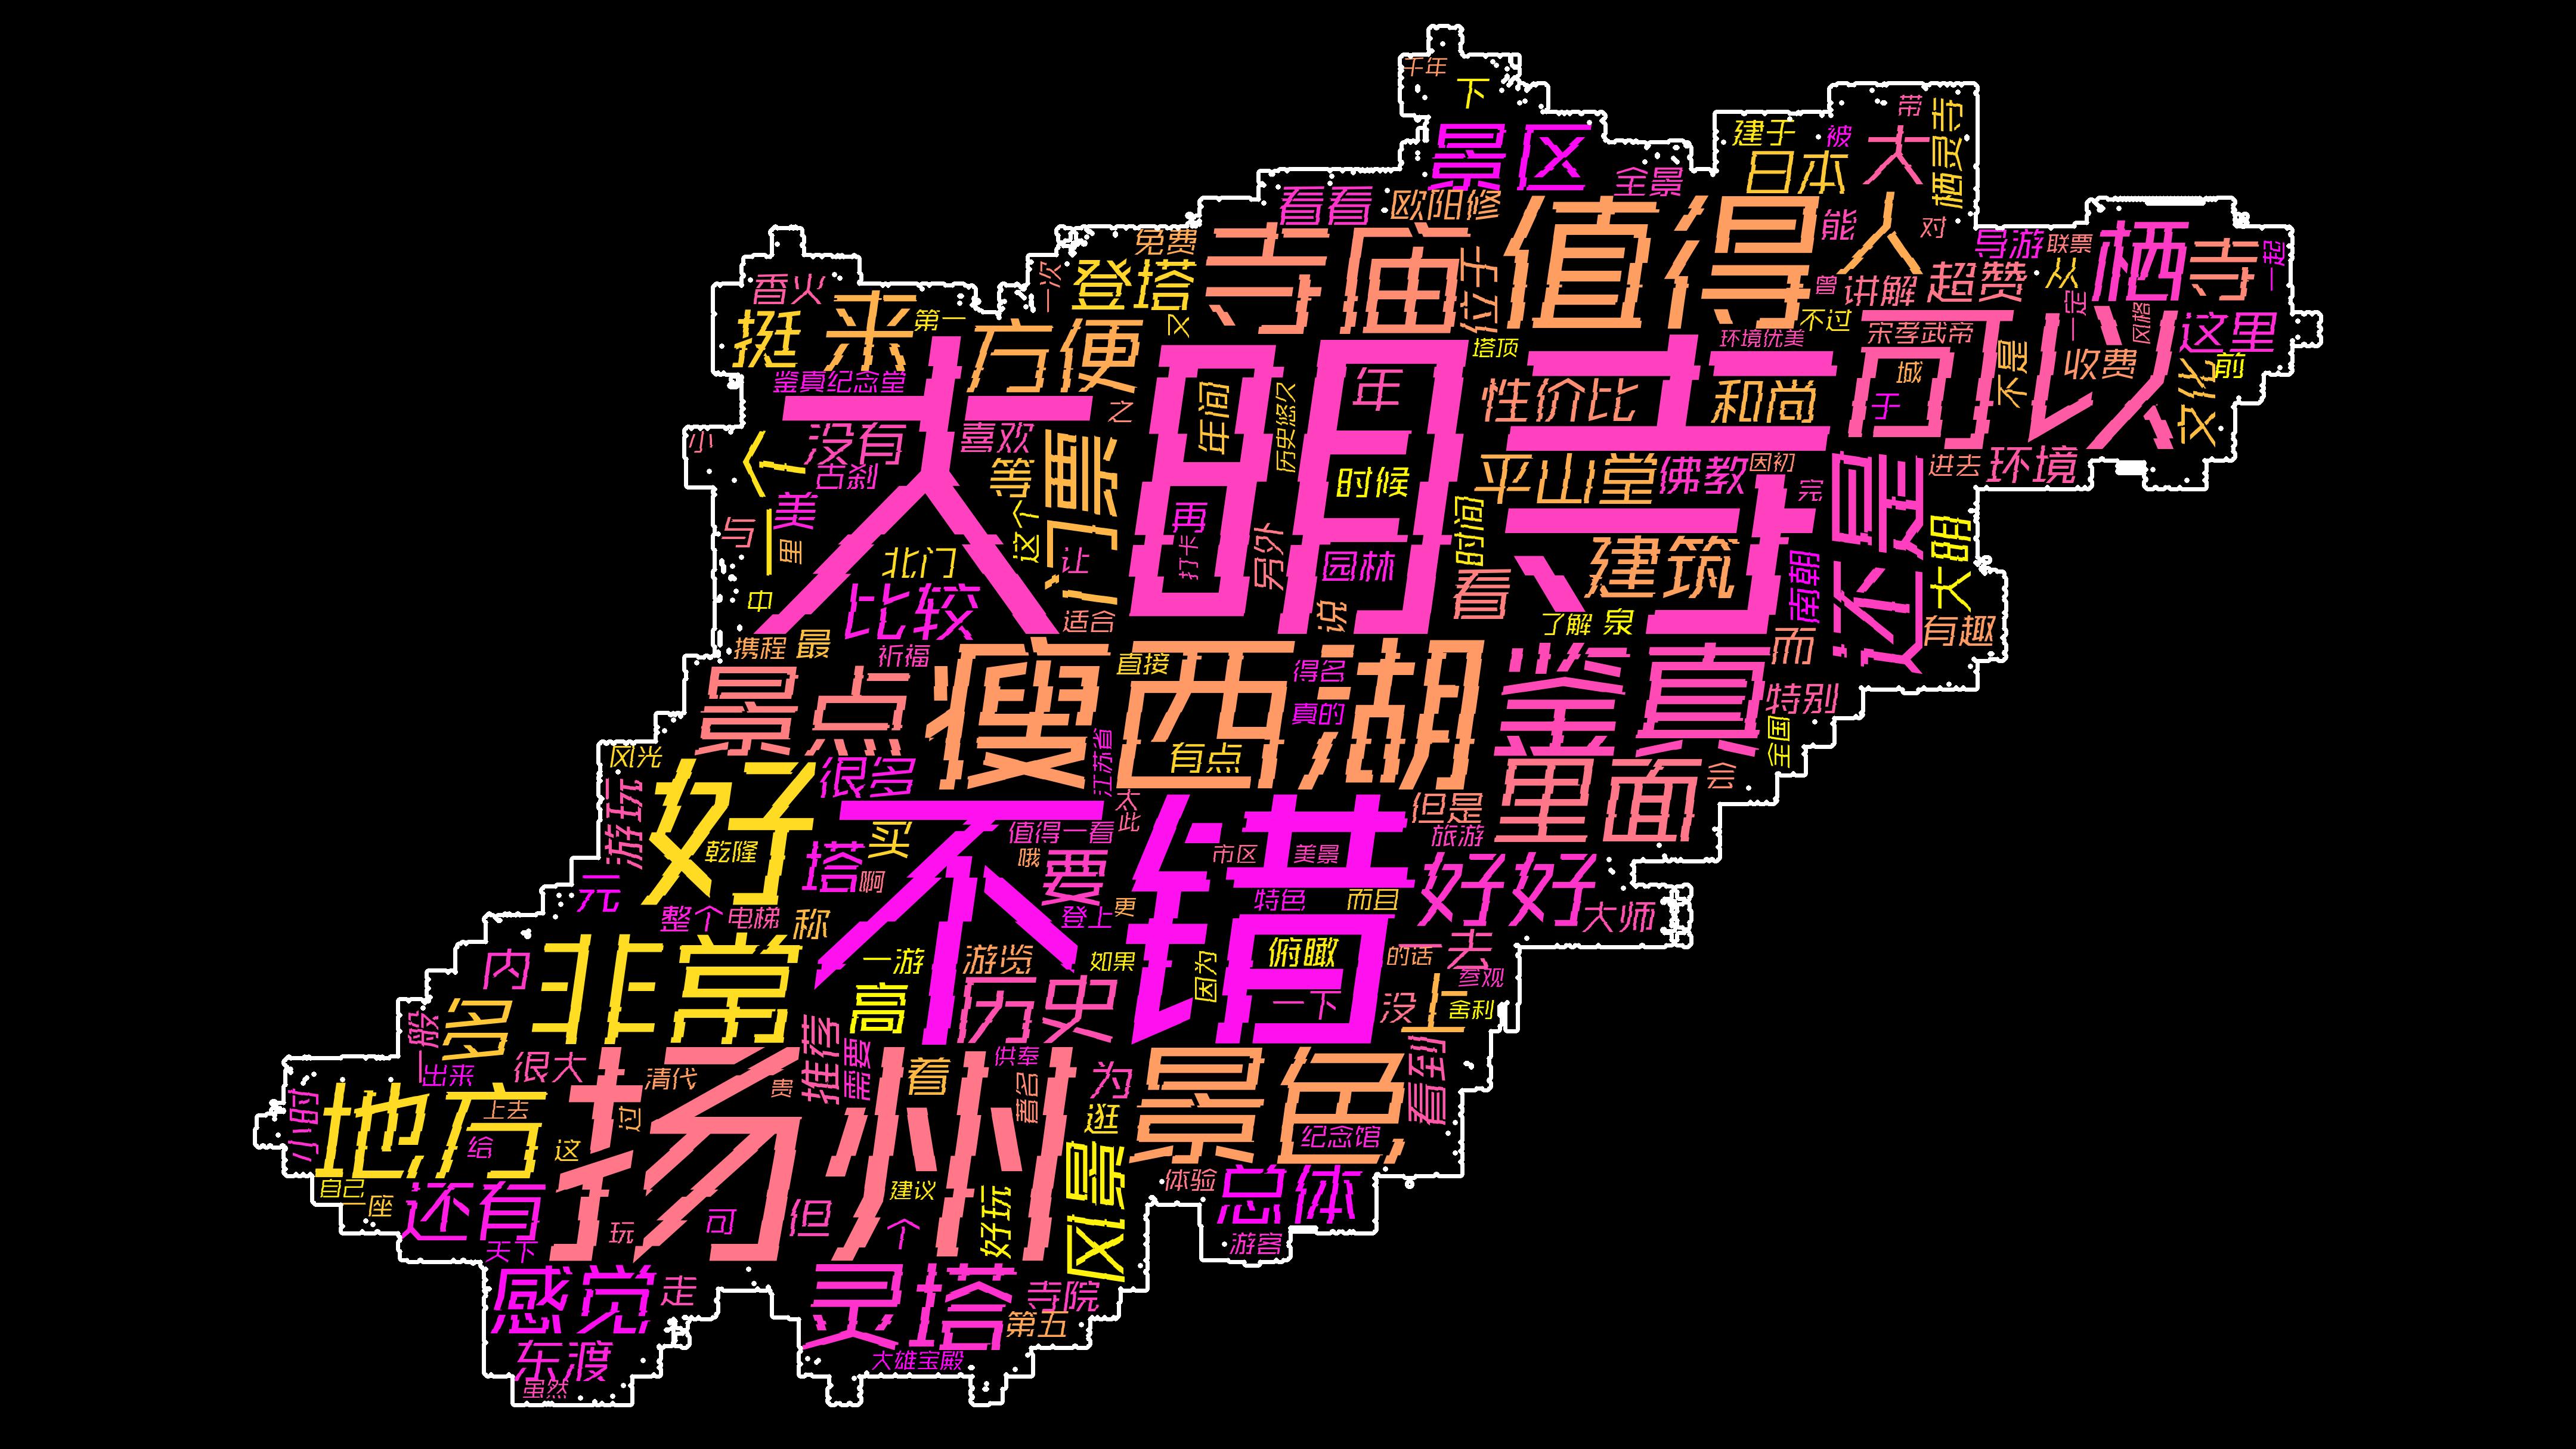 千年
下
带
景区
建子
被
大
栖灵寺
日本
全景
看看
欧阳修
值得
能
人
对
免费
寺庙
导游
联票
栖
寺
一起
一次
登塔
位于
曾
讲解
超赞
从
香火
挺
来
第一
方便
又
塔顶
环境优美
不过
宋孝武帝
可以
一定
风格
这里
鉴真纪念堂
大明寺
年间
历史悠久
年
性价比
和尚
城
于
不是
收费
文化
前
小
个
没有
喜欢
之
古刹
等
门票
时候
平山堂
佛教
因初
完
还是
进去
环境
美
与
一
里
这个
再
打卡
另外
时间
北门
让
园林
看
建筑
南朝
大明
中
比较
适合
说
了解
泉
而
有趣
携程
最
祈福
瘦西湖
直接
得名
鉴真
景点
真的
特别
风光
有点
江苏省
全国
游玩
好
很多
里面
会
不错
太
但是
乾隆
塔
买
值得一看
此
旅游
哦
市区
美景
元
啊
要
好好
整个
电梯
称
登上
更
特色
而且
大师
非常
一游
游览
如果
因为
俯瞰
的话
一去
内
参观
多
高
历史
一下
没
上
舍利
一般
出来
很大
推荐
需要
供奉
清代
贵
着
著名
为
景色
看到
小时
地方
上去
扬州
过
逛
给
这
纪念馆
自己
一座
还有
建议
风景
体验
总体
玩
可
但
个
好玩
天下
游客
感觉
走
灵塔
寺院
第五
东渡
大雄宝殿
虽然